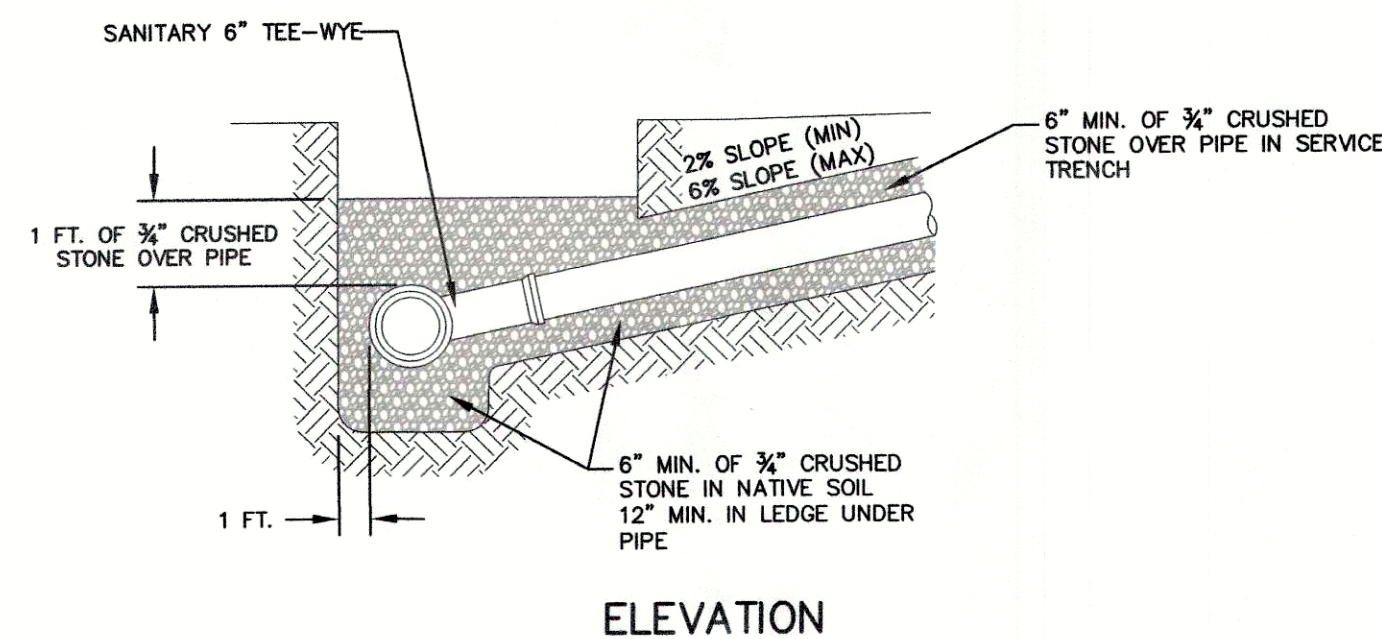 SANITARY 6" TEE-WYE
2% SLOPE (MIN)
6% SLOPE (MAX)
6" MIN. OF ¾" CRUSHED
STONE OVER PIPE IN SERVICE
TRENCH
1 FT. OF ¾" CRUSHED
STONE OVER PIPE
1 FT.
6" MIN. OF ¾" CRUSHED
STONE IN NATIVE SOIL
12" MIN. IN LEDGE UNDER
PIPE
ELEVATION